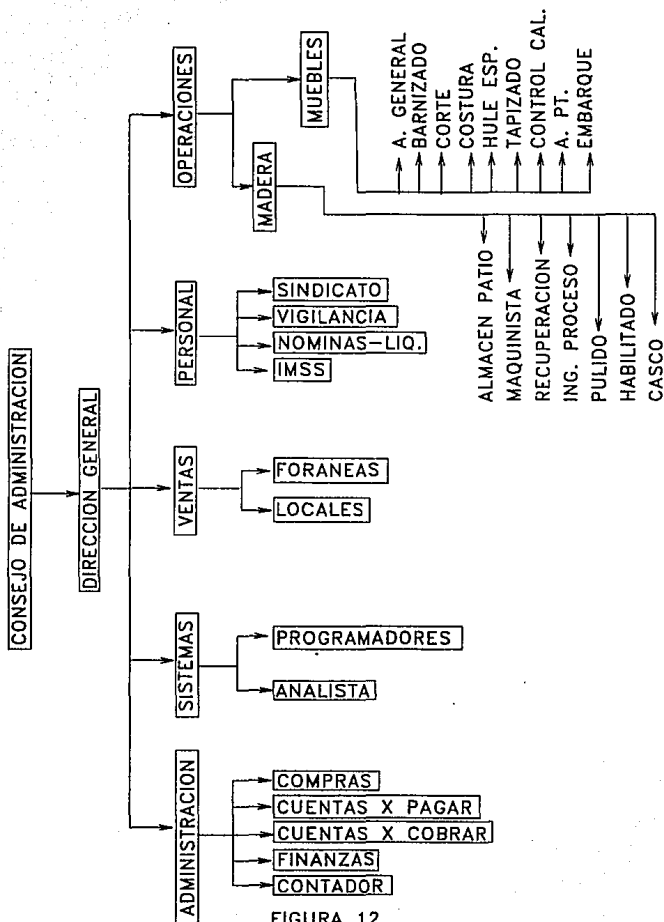 CONSEJO DE ADMINISTRACION
DIRECCION GENERAL
ADMINISTRACION
CONTADOR
FINANZAS
CUENTAS X COBRAR
CUENTAS X PAGAR
COMPRAS
SISTEMAS
ANALISTA
PROGRAMADORES
VENTAS
LOCALES
FORANEAS
PERSONAL
IMSS
NOMINAS-LIQ.
VIGILANCIA
SINDICATO
OPERACIONES
MADERA
ALMACEN PATIO
MAQUINISTA
RECUPERACION
ING. PROCESO
PULIDO
HABILITADO
CASCO
MUEBLES
A. GENERAL
BARNIZADO
CORTE
COSTURA
HULE ESP.
TAPIZADO
CONTROL CAL.
A. PT.
EMBARQUE
FIGURA 12